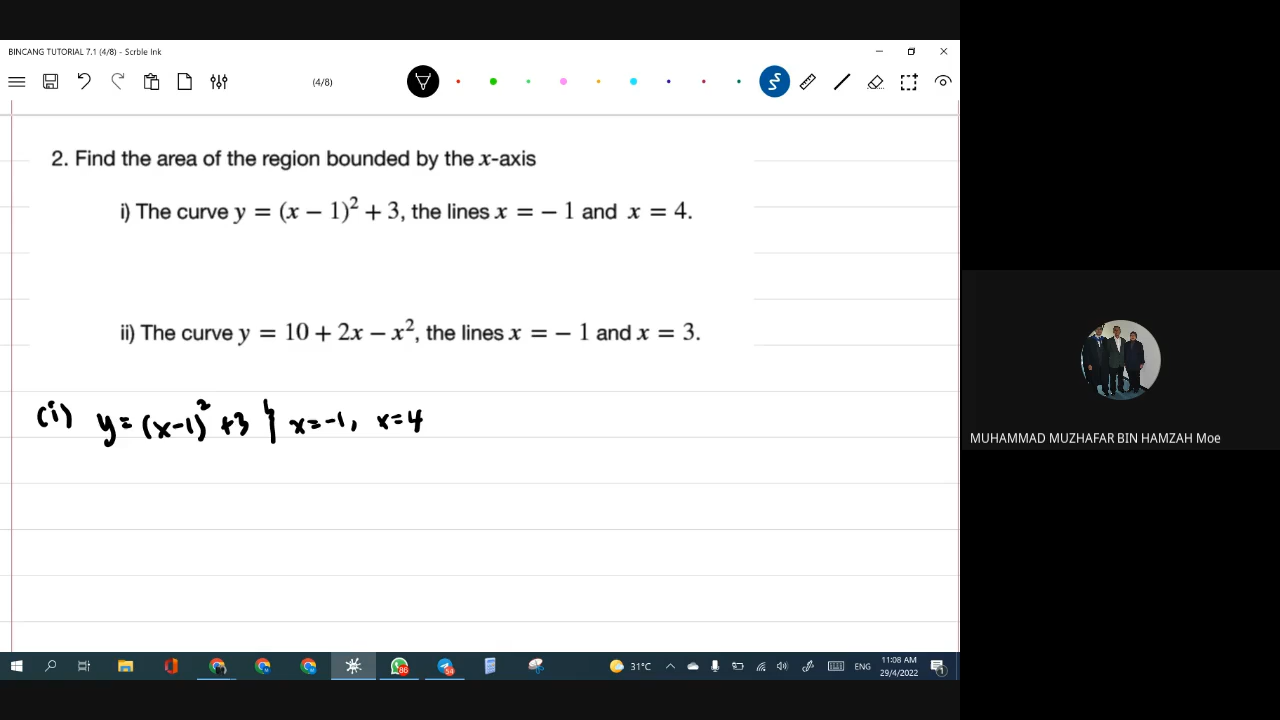 BINCANG TUTORIAL 7.1 (4/8) - Scrble Ink
(4/8)
2. Find the area of the region bounded by the x-axis
i) The curve y = (x − 1)² + 3, the lines x = − 1 and x = 4.
ii) The curve y = 10 + 2x − x², the lines x = − 1 and x = 3.
(i) y = (x-1)² +3 | x=-1, x=4
MUHAMMAD MUZHAFAR BIN HAMZAH Moe
86
54
31°C
ENG
11:08 AM
29/4/2022
1